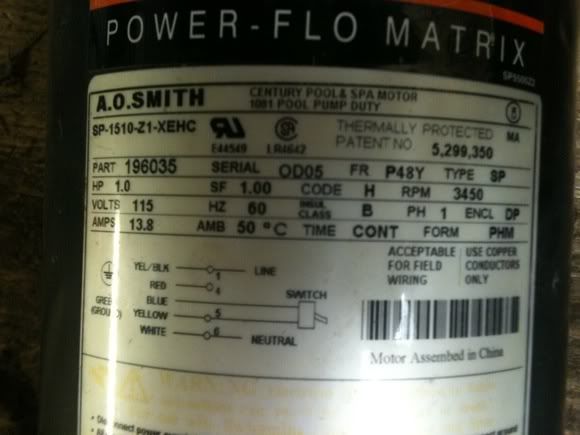 POWER-FLO MATRIX
SP3500Z2
A.O.SMITH
CENTURY POOL & SPA MOTOR
1081 POOL PUMP DUTY
SP-1510-Z1-XEHC
E44549
LR4642
THERMALLY PROTECTED MA
PATENT NO 5,299,350
PART 196035 SERIAL OD05 FR P48Y TYPE SP
HP 1.0 SF 1.00 CODE H RPM 3450
VOLTS 115 HZ 60 INSUL CLASS B PH 1 ENCL DP
AMPS 13.8 AMB 50 °C TIME CONT FORM PHM
ACCEPTABLE FOR FIELD WIRING
USE COPPER CONDUCTORS ONLY
YEL/BLK 1 LINE
RED 4
BLUE SWITCH
YELLOW 5
WHITE 6 NEUTRAL
GREEN
(GROUND)
Motor Assembed in China